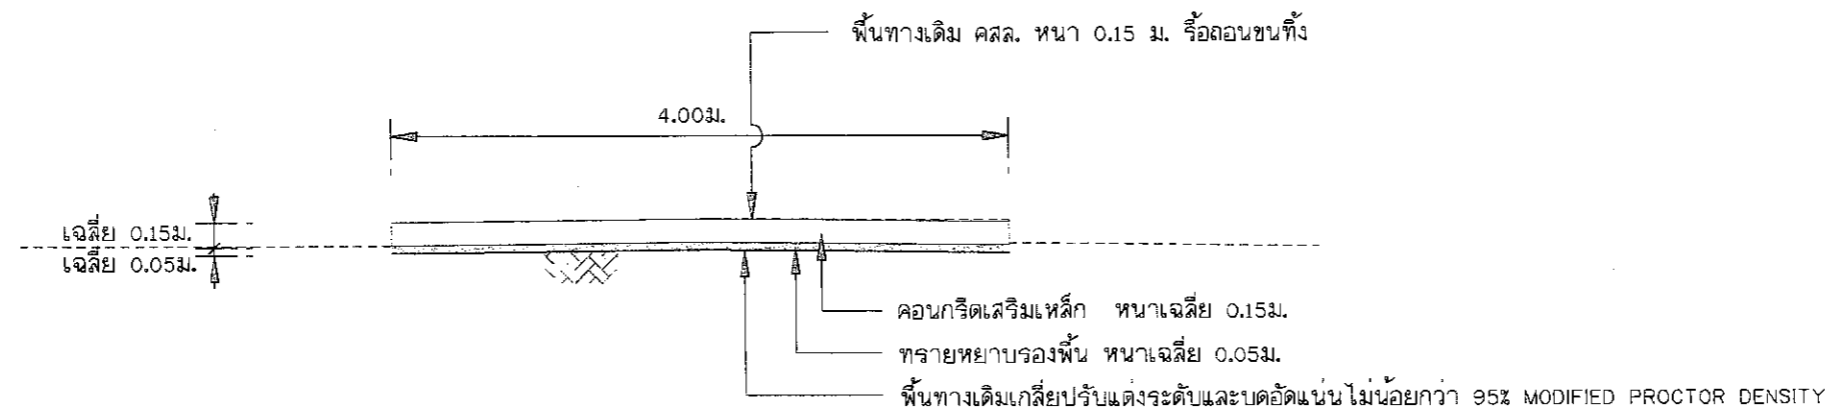 พื้นทางเดิม คสล. หนา 0.15 ม. รื้อถอนขนทิ้ง
4.00ม.
เฉลี่ย 0.15ม.
เฉลี่ย 0.05ม.
คอนกรีตเสริมเหล็ก หนาเฉลี่ย 0.15ม.
ทรายหยาบรองพื้น หนาเฉลี่ย 0.05ม.
พื้นทางเดิมเกลี่ยปรับแต่งระดับและบดอัดแน่นไม่น้อยกว่า 95% MODIFIED PROCTOR DENSITY